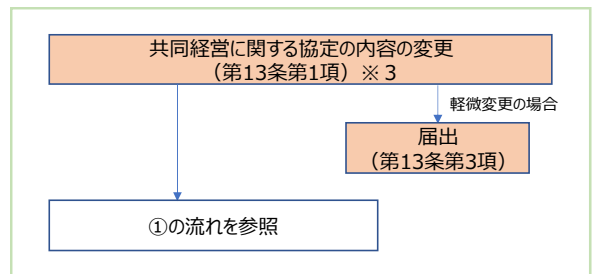 共同経営に関する協定の内容の変更
（第13条第1項）※３
軽微変更の場合
届出
（第13条第3項）
①の流れを参照